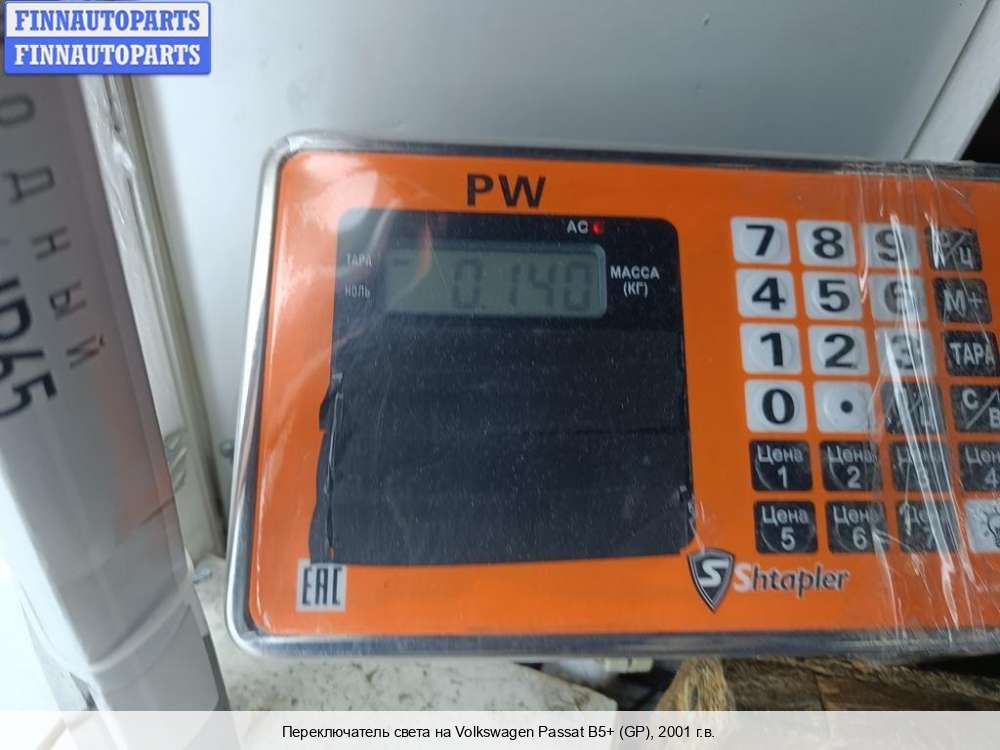 FINNAUTOPARTS
FINNAUTOPARTS
ОДНЫЙ
IP65
PW
AC
ТАРА
НОЛЬ
- 0.140
МАССА
(КГ)
7 8 9
4 5 6 М+
1 2 3 ТАРА
0 . С/В
Цена 1
Цена 2
Цена 4
Цена 5
Цена 6
EAC
S Shtapler
Переключатель света на Volkswagen Passat B5+ (GP), 2001 г.в.